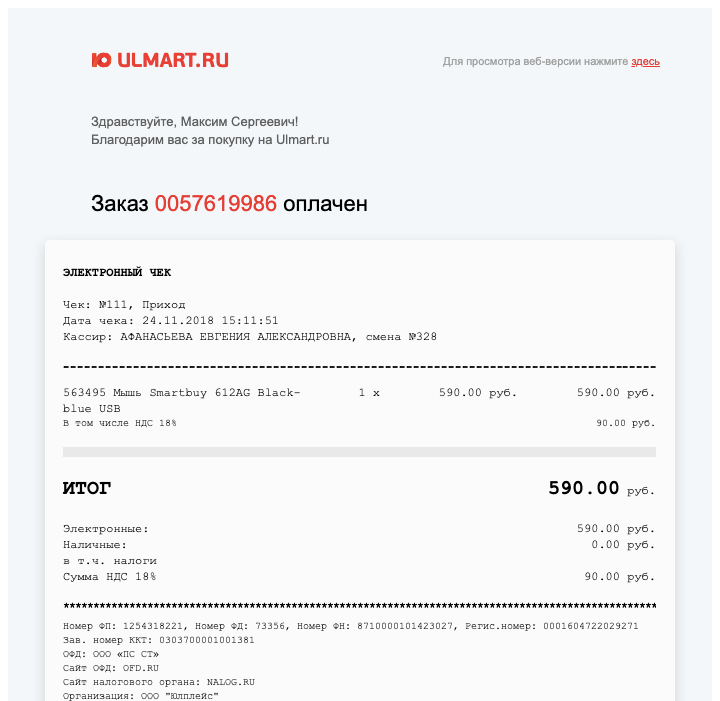 ULMART.RU
Для просмотра веб-версии нажмите здесь
Здравствуйте, Максим Сергеевич!
Благодарим вас за покупку на Ulmart.ru
Заказ 0057619986 оплачен
ЭЛЕКТРОННЫЙ ЧЕК
Чек: №111, Приход
Дата чека: 24.11.2018 15:11:51
Кассир: АФАНАСЬЕВА ЕВГЕНИЯ АЛЕКСАНДРОВНА, смена №328
563495 Мышь Smartbuy 612AG Black- 1 x 590.00 руб. 590.00 руб.
blue USB
В том числе НДС 18% 90.00 руб.
ИТОГ 590.00 руб.
Электронные: 590.00 руб.
Наличные: 0.00 руб.
в т.ч. налоги
Сумма НДС 18% 90.00 руб.
Номер ФП: 1254318221, Номер ФД: 73356, Номер ФН: 8710000101423027, Регис.номер: 0001604722029271
Зав. номер ККТ: 0303700001001381
ОФД: ООО «ПС СТ»
Сайт ОФД: OFD.RU
Сайт налогового органа: NALOG.RU
Организация: ООО "Юлплейс"